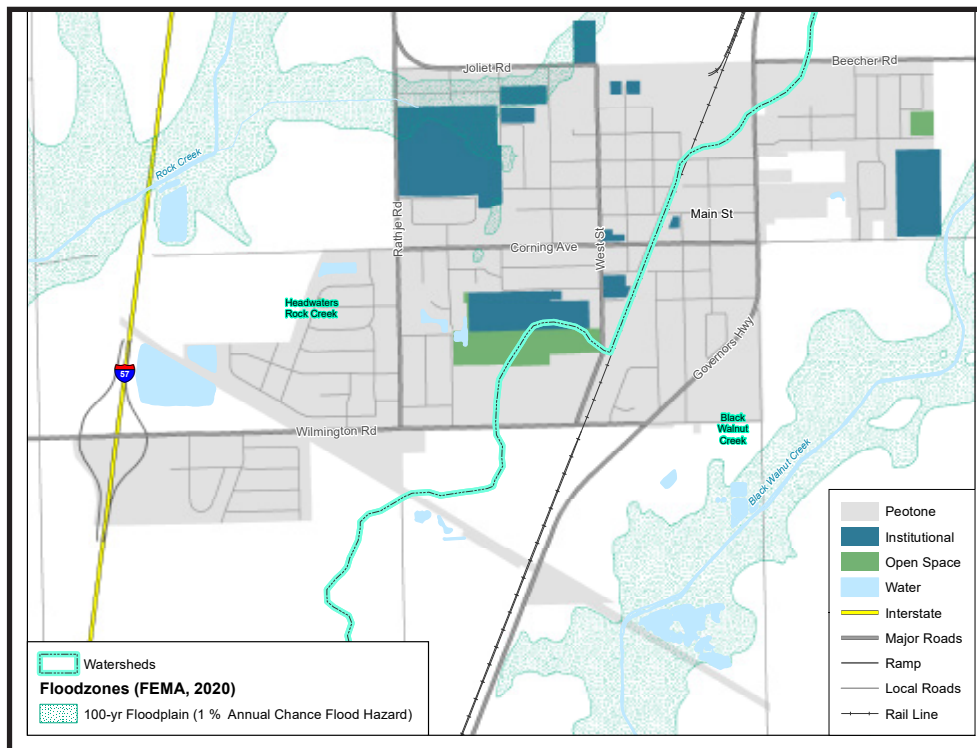 Joliet Rd
Beecher Rd
Rock Creek
Rathje Rd
West St
Main St
Corning Ave
Headwaters
Rock Creek
57
Governors Hwy
Wilmington Rd
Black
Walnut
Creek
Black Walnut Creek
Peotone
Institutional
Open Space
Water
Interstate
Major Roads
Ramp
Local Roads
Rail Line
Watersheds
Floodzones (FEMA, 2020)
100-yr Floodplain (1 % Annual Chance Flood Hazard)